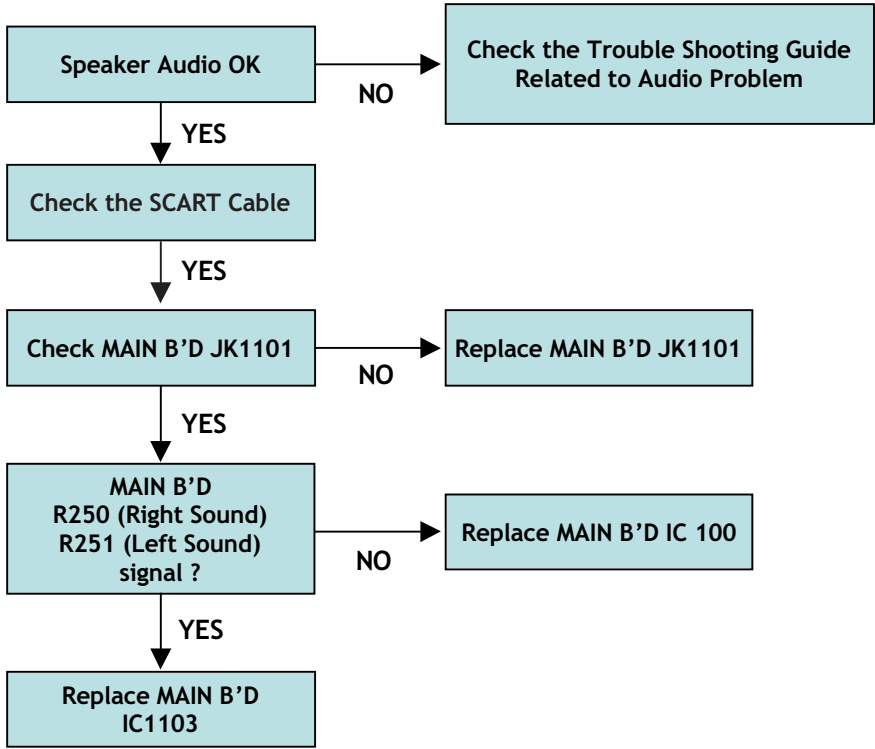 Speaker Audio OK
NO
Check the Trouble Shooting Guide
Related to Audio Problem
YES
Check the SCART Cable
YES
Check MAIN B’D JK1101
NO
Replace MAIN B’D JK1101
YES
MAIN B’D
R250 (Right Sound)
R251 (Left Sound)
signal ?
NO
Replace MAIN B’D IC 100
YES
Replace MAIN B’D
IC1103